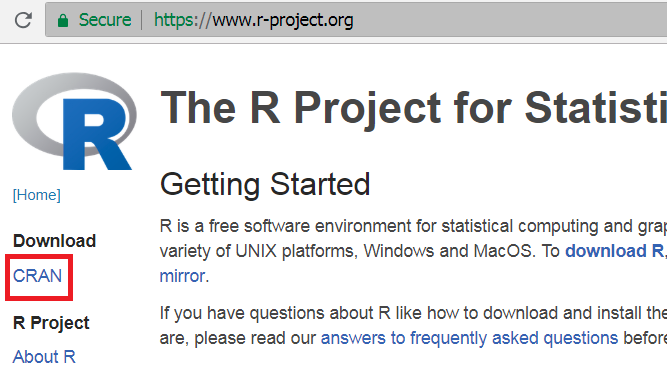 Secure https://www.r-project.org
R
The R Project for Statisti
[Home]
Getting Started
Download
CRAN
R Project
About R
R is a free software environment for statistical computing and grap
variety of UNIX platforms, Windows and MacOS. To download R,
mirror.
If you have questions about R like how to download and install the
are, please read our answers to frequently asked questions before